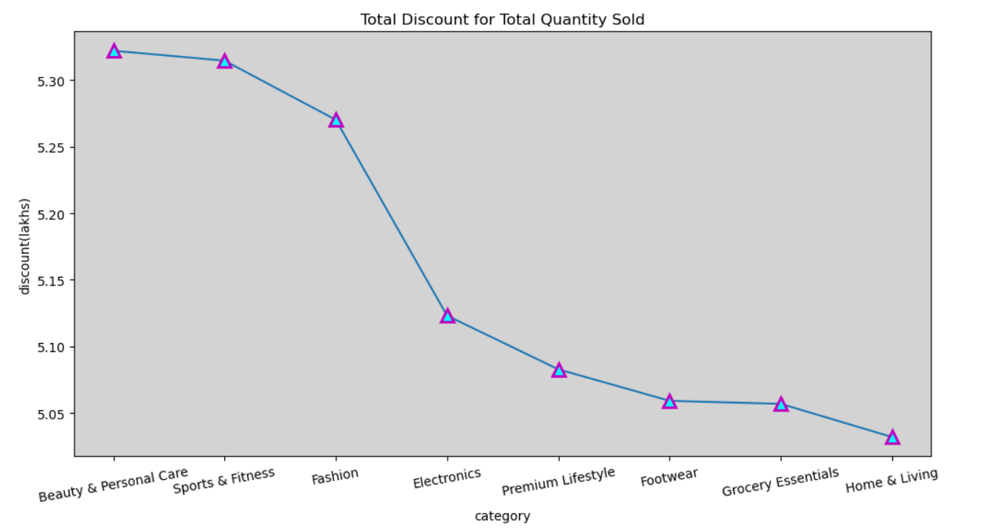 Total Discount for Total Quantity Sold
discount(lakhs)
5.30
5.25
5.20
5.15
5.10
5.05
Beauty & Personal Care
Sports & Fitness
Fashion
Electronics
Premium Lifestyle
Footwear
Grocery Essentials
Home & Living
category